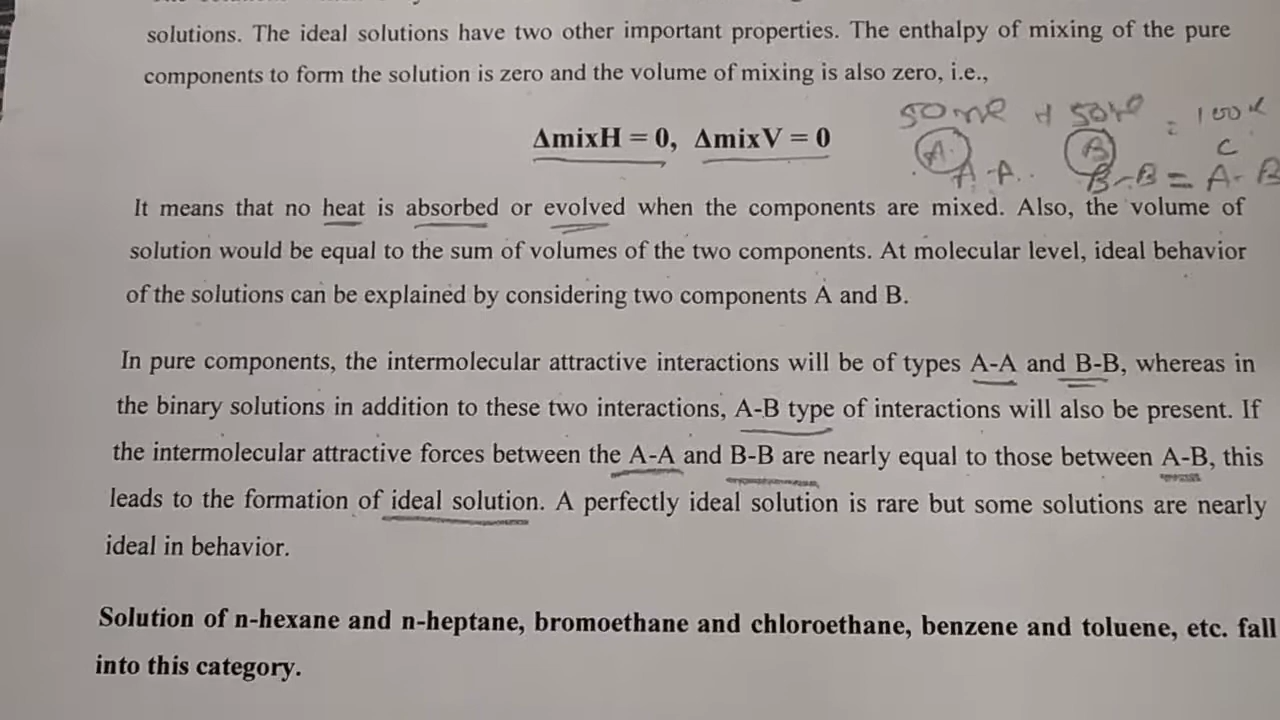 solutions. The ideal solutions have two other important properties. The enthalpy of mixing of the pure
components to form the solution is zero and the volume of mixing is also zero, i.e.,
50 + 50 = 100
ΔmixH = 0, ΔmixV = 0
A B C
A-A B-B = A-B
It means that no heat is absorbed or evolved when the components are mixed. Also, the volume of
solution would be equal to the sum of volumes of the two components. At molecular level, ideal behavior
of the solutions can be explained by considering two components A and B.
In pure components, the intermolecular attractive interactions will be of types A-A and B-B, whereas in
the binary solutions in addition to these two interactions, A-B type of interactions will also be present. If
the intermolecular attractive forces between the A-A and B-B are nearly equal to those between A-B, this
leads to the formation of ideal solution. A perfectly ideal solution is rare but some solutions are nearly
ideal in behavior.
Solution of n-hexane and n-heptane, bromoethane and chloroethane, benzene and toluene, etc. fall
into this category.